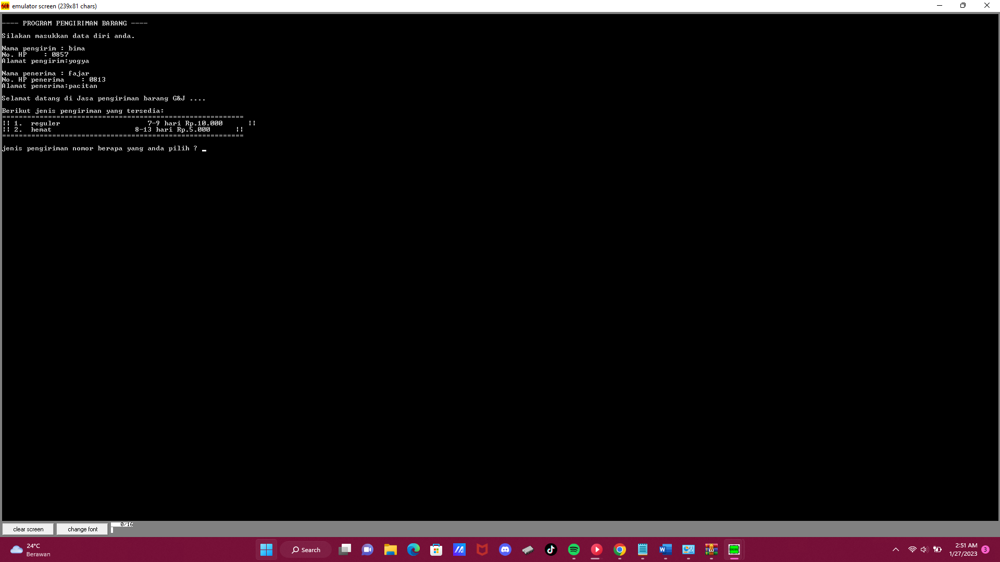 emulator screen (239x81 chars)
---- PROGRAM PENGIRIMAN BARANG ----
Silakan masukkan data diri anda.
Nama pengirim : bima
No. HP    : 0857
Alamat pengirim:yogya
Nama penerima : fajar
No. HP penerima    : 0813
Alamat penerima:pacitan
Selamat datang di Jasa pengiriman barang G&J ....
Berikut jenis pengiriman yang tersedia:
==========================================================
|| 1.  reguler                     7-9 hari Rp.10.000      ||
|| 2.  hemat                    8-13 hari Rp.5.000      ||
==========================================================
jenis pengiriman nomor berapa yang anda pilih ? _
clear screen
change font
0/16
24°C
Berawan
Search
2:51 AM
1/27/2023
3